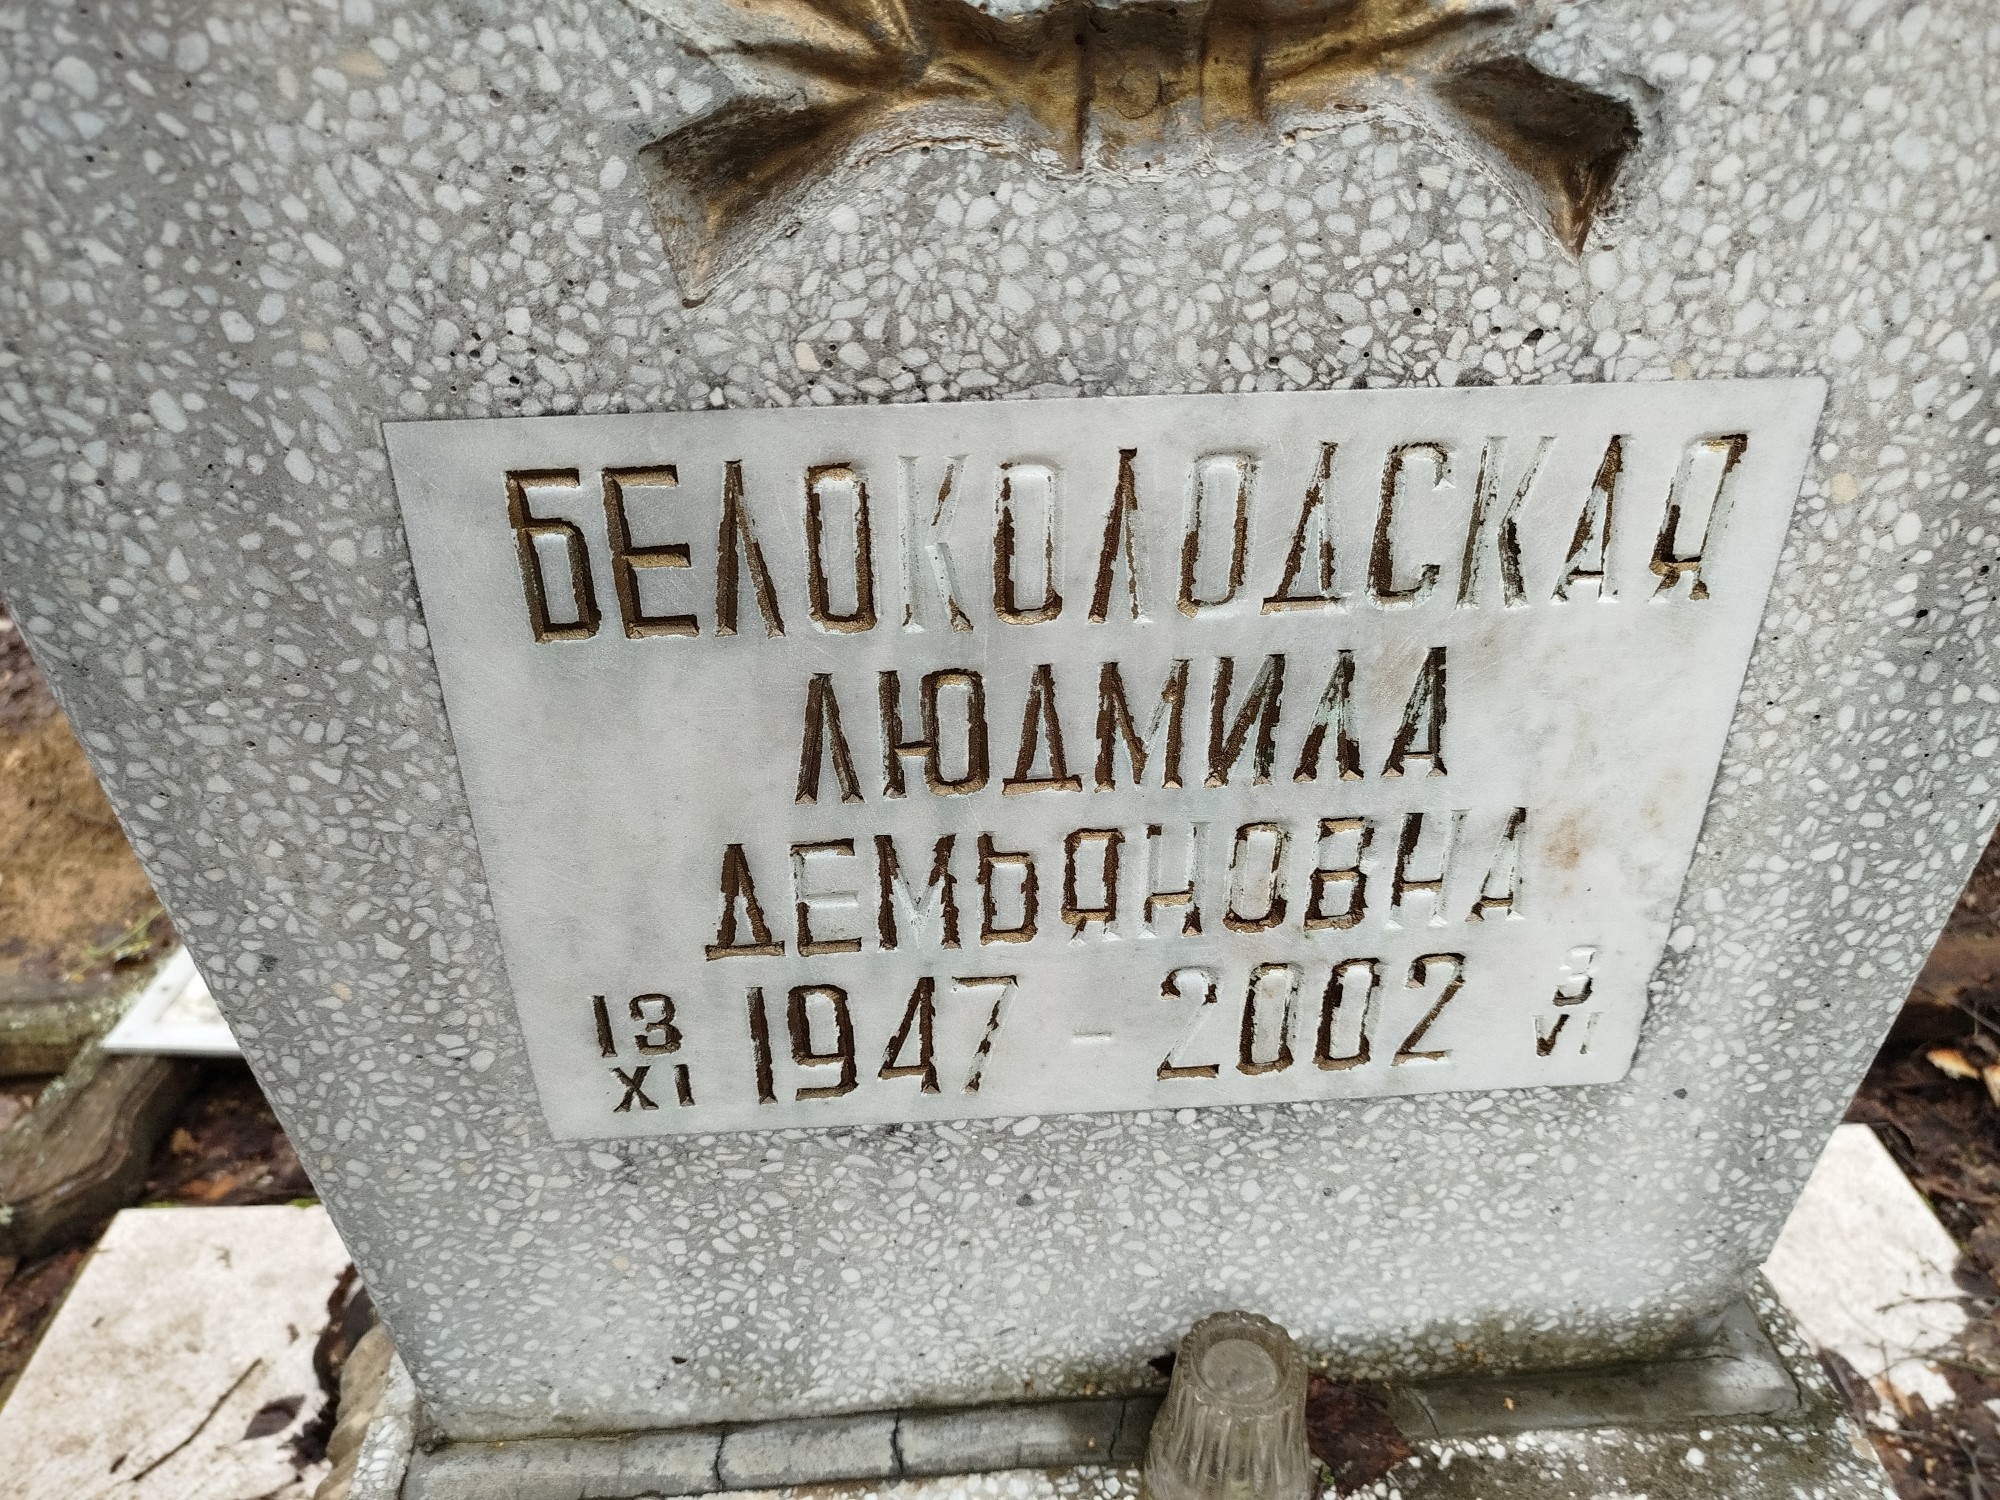 БЕЛОКОЛОДСКАЯ
ЛЮДМИЛА
ДЕМЬЯНОВНА
13 XI 1947 - 2002 3 VI